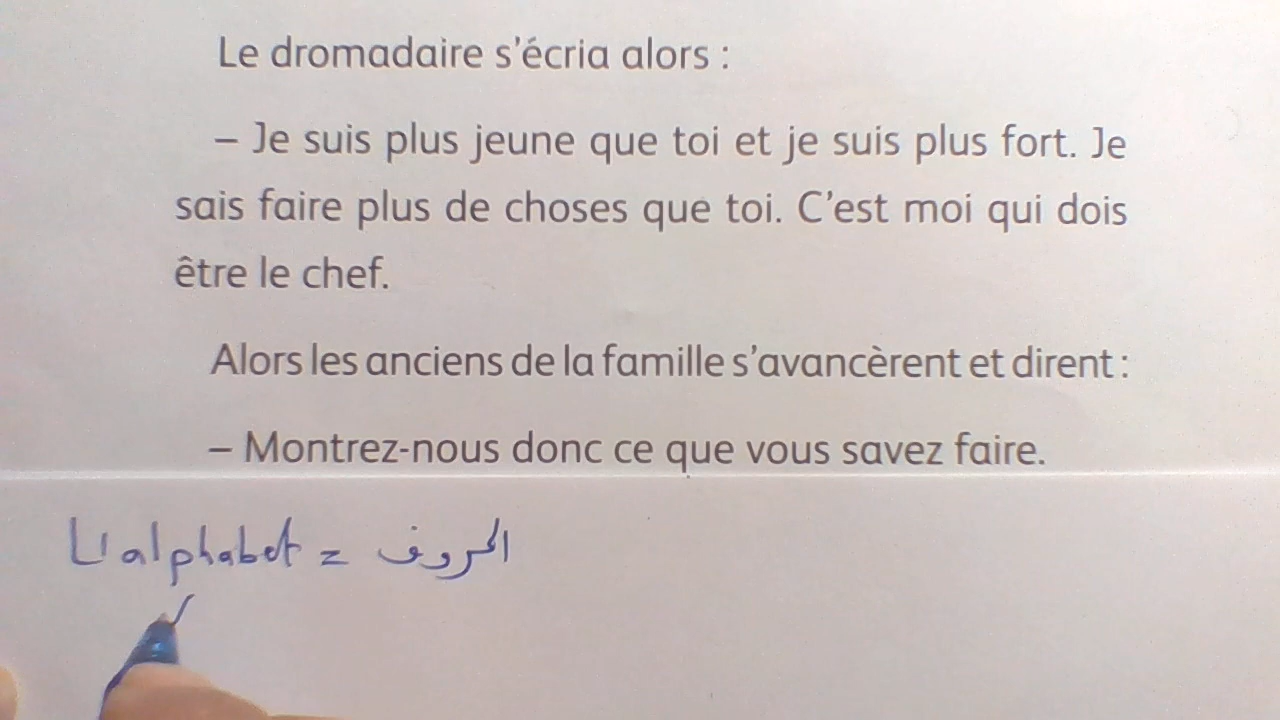 Le dromadaire s'écria alors :
– Je suis plus jeune que toi et je suis plus fort. Je
sais faire plus de choses que toi. C'est moi qui dois
être le chef.
Alors les anciens de la famille s'avancèrent et dirent :
– Montrez-nous donc ce que vous savez faire.
L'alphabet = الحروف